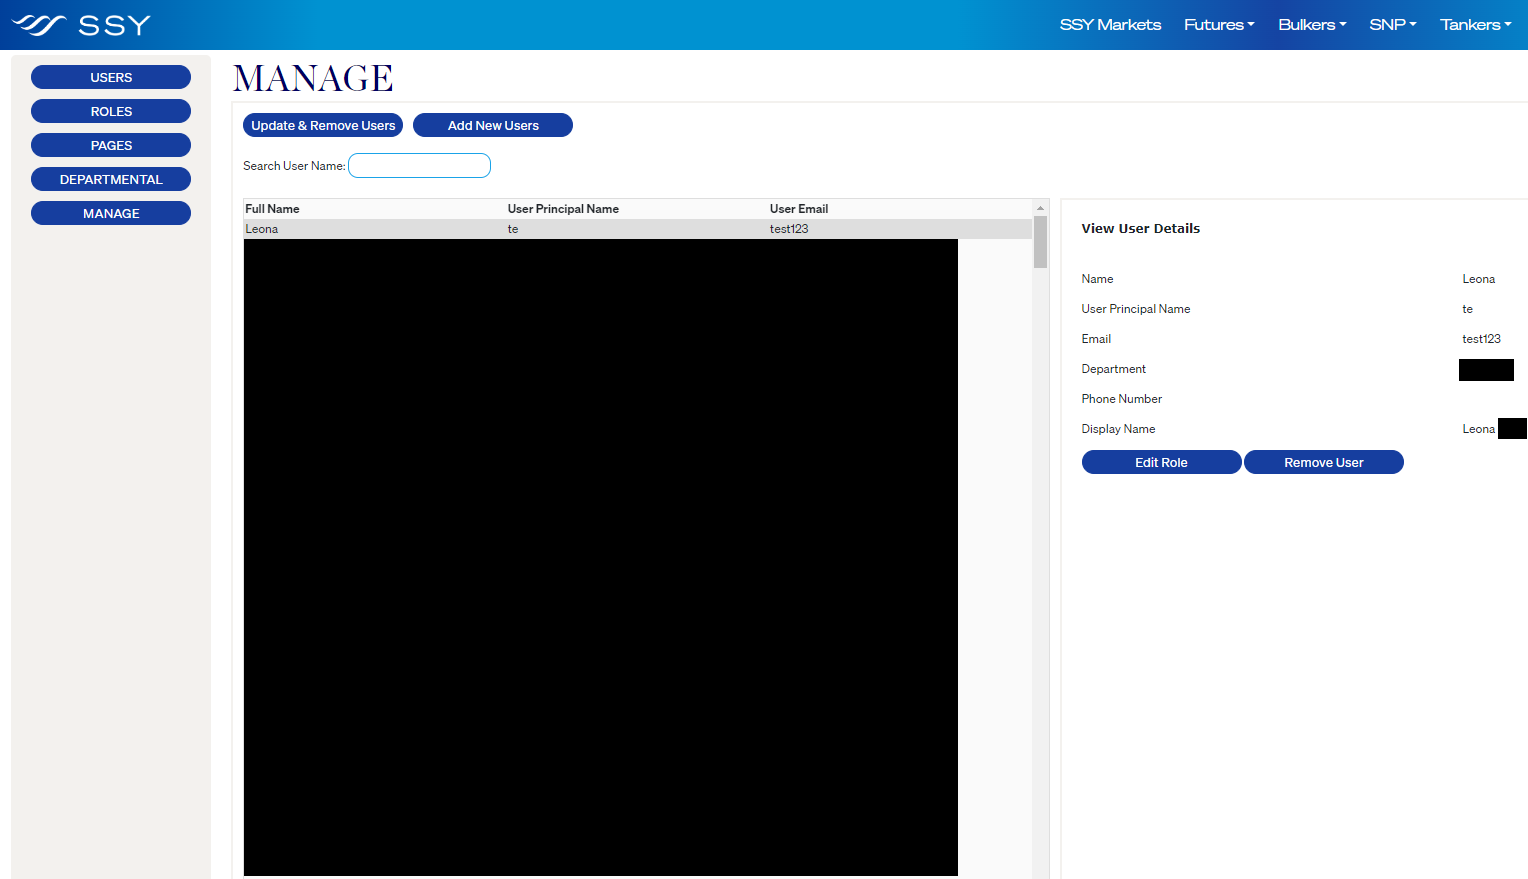 SSY
SSY Markets Futures Bulkers SNP Tankers
USERS
ROLES
PAGES
DEPARTMENTAL
MANAGE
MANAGE
Update & Remove Users Add New Users
Search User Name:
Full Name User Principal Name User Email
Leona te test123
View User Details
Name Leona
User Principal Name te
Email test123
Department
Phone Number
Display Name Leona
Edit Role Remove User